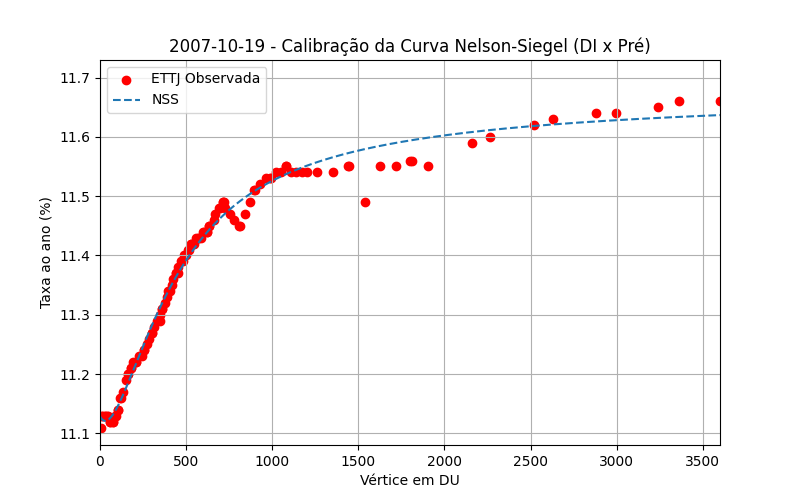 2007-10-19 - Calibração da Curva Nelson-Siegel (DI x Pré)
ETTJ Observada
NSS
Taxa ao ano (%)
11.7
11.6
11.5
11.4
11.3
11.2
11.1
0 500 1000 1500 2000 2500 3000 3500
Vértice em DU